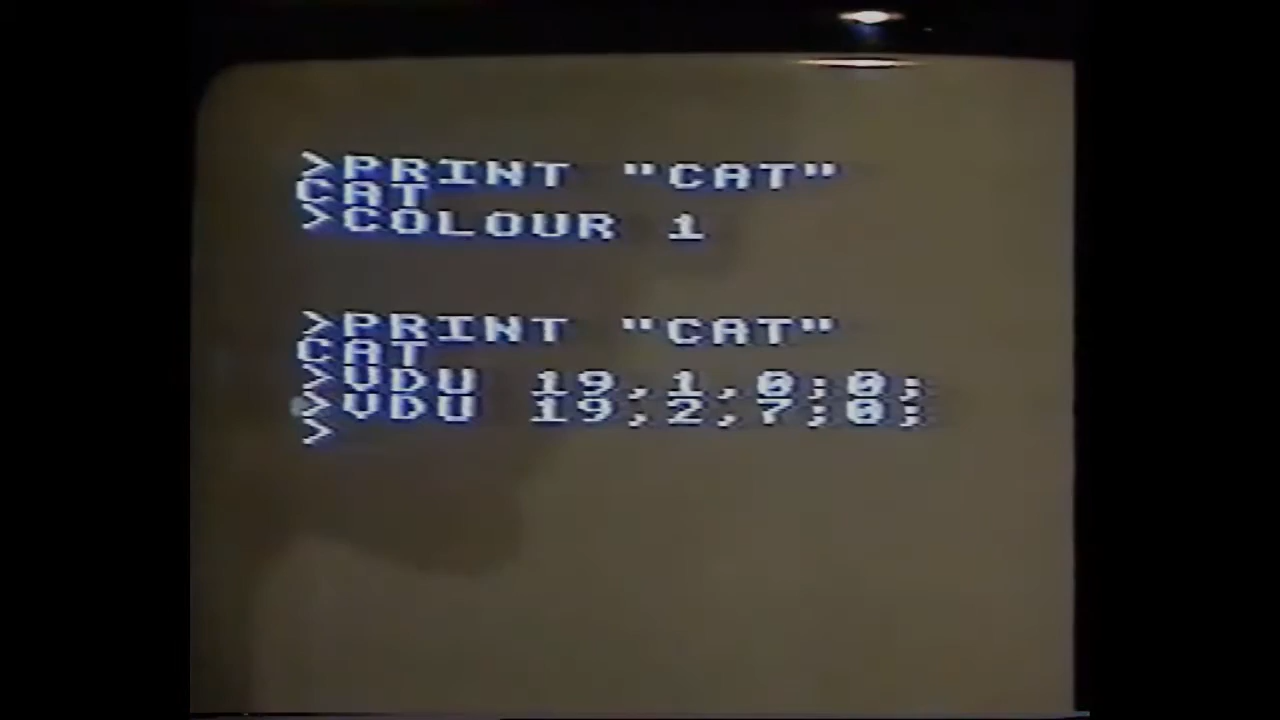 >PRINT "CAT"
CAT
>COLOUR 1
>PRINT "CAT"
CAT
>VDU 19,1,0;0;
>VDU 19,2,7;0;
>